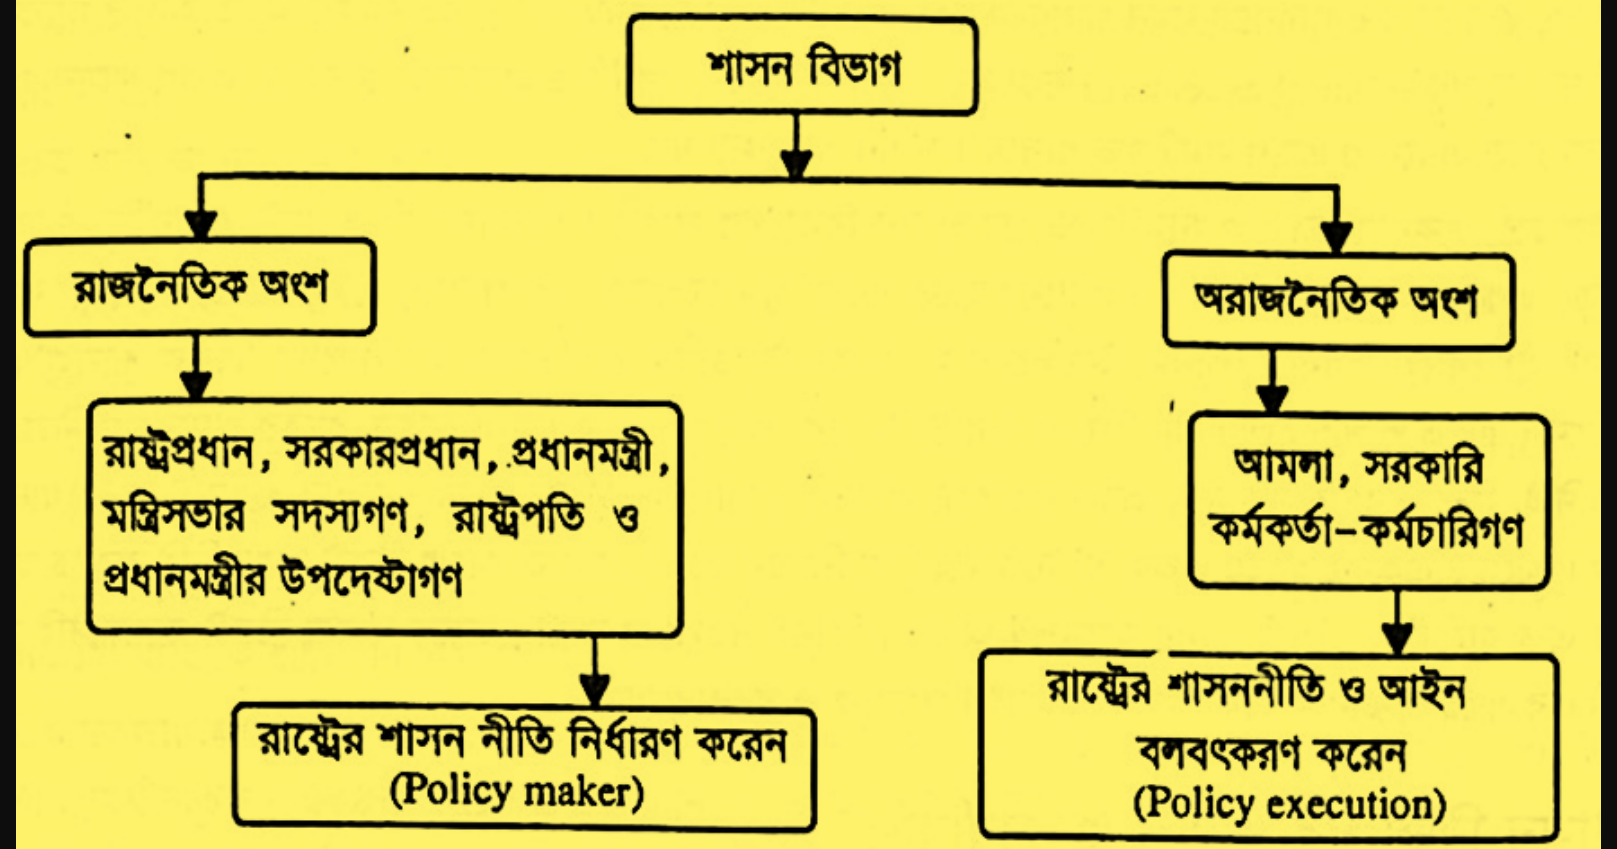 শাসন বিভাগ
রাজনৈতিক অংশ
অরাজনৈতিক অংশ
রাষ্ট্রপ্রধান, সরকারপ্রধান, প্রধানমন্ত্রী,
মন্ত্রিসভার সদস্যগণ, রাষ্ট্রপতি ও
প্রধানমন্ত্রীর উপদেষ্টাগণ
আমলা, সরকারি
কর্মকর্তা–কর্মচারিগণ
রাষ্ট্রের শাসন নীতি নির্ধারণ করেন
(Policy maker)
রাষ্ট্রের শাসননীতি ও আইন
বলবৎকরণ করেন
(Policy execution)